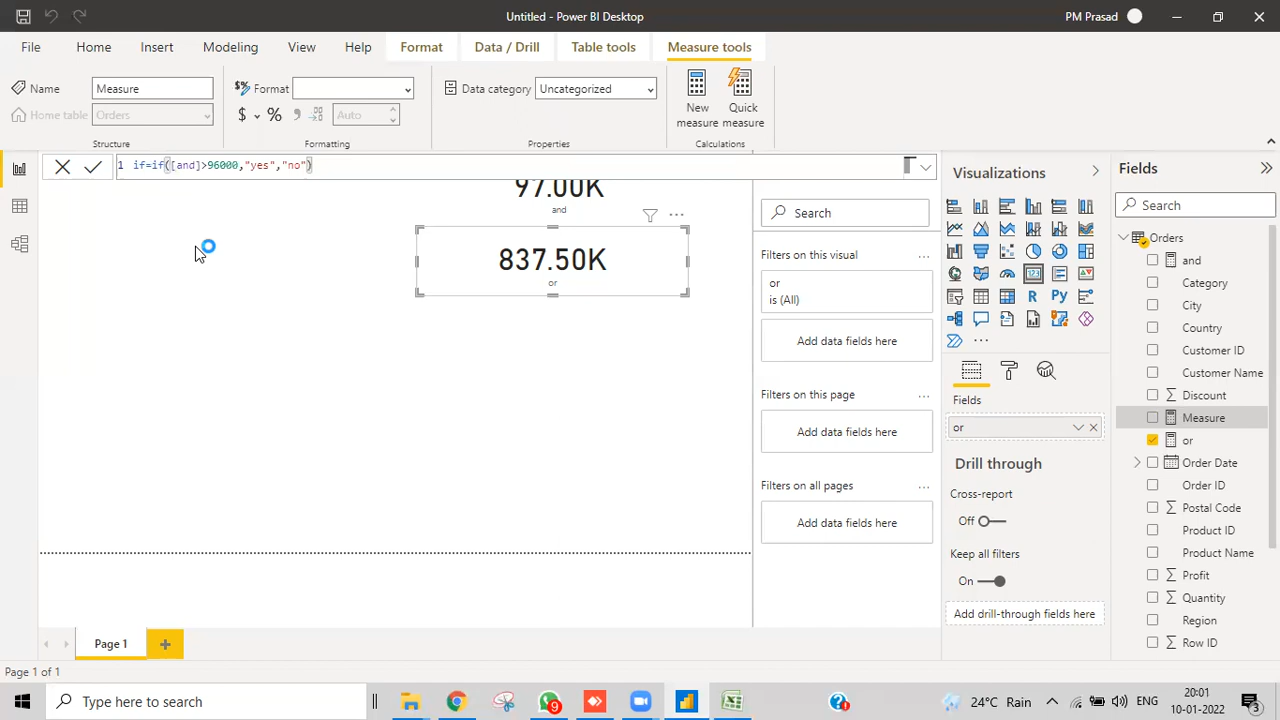 Untitled - Power BI Desktop
PM Prasad
File
Home
Insert
Modeling
View
Help
Format
Data / Drill
Table tools
Measure tools
Name
Measure
Home table
Orders
Structure
Format
$
%
Auto
Formatting
Data category
Uncategorized
Properties
New measure
Quick measure
Calculations
1 if=if([and]>96000,"yes","no")
97.00K
and
837.50K
or
Search
Filters on this visual
or
is (All)
Add data fields here
Filters on this page
Add data fields here
Filters on all pages
Add data fields here
Visualizations
123
R
Py
Fields
or
Drill through
Cross-report
Off
Keep all filters
On
Add drill-through fields here
Fields
Search
Orders
and
Category
City
Country
Customer ID
Customer Name
Discount
Measure
or
Order Date
Order ID
Postal Code
Product ID
Product Name
Profit
Quantity
Region
Row ID
Page 1
Page 1 of 1
Type here to search
9
24°C Rain
ENG
20:01
10-01-2022
3